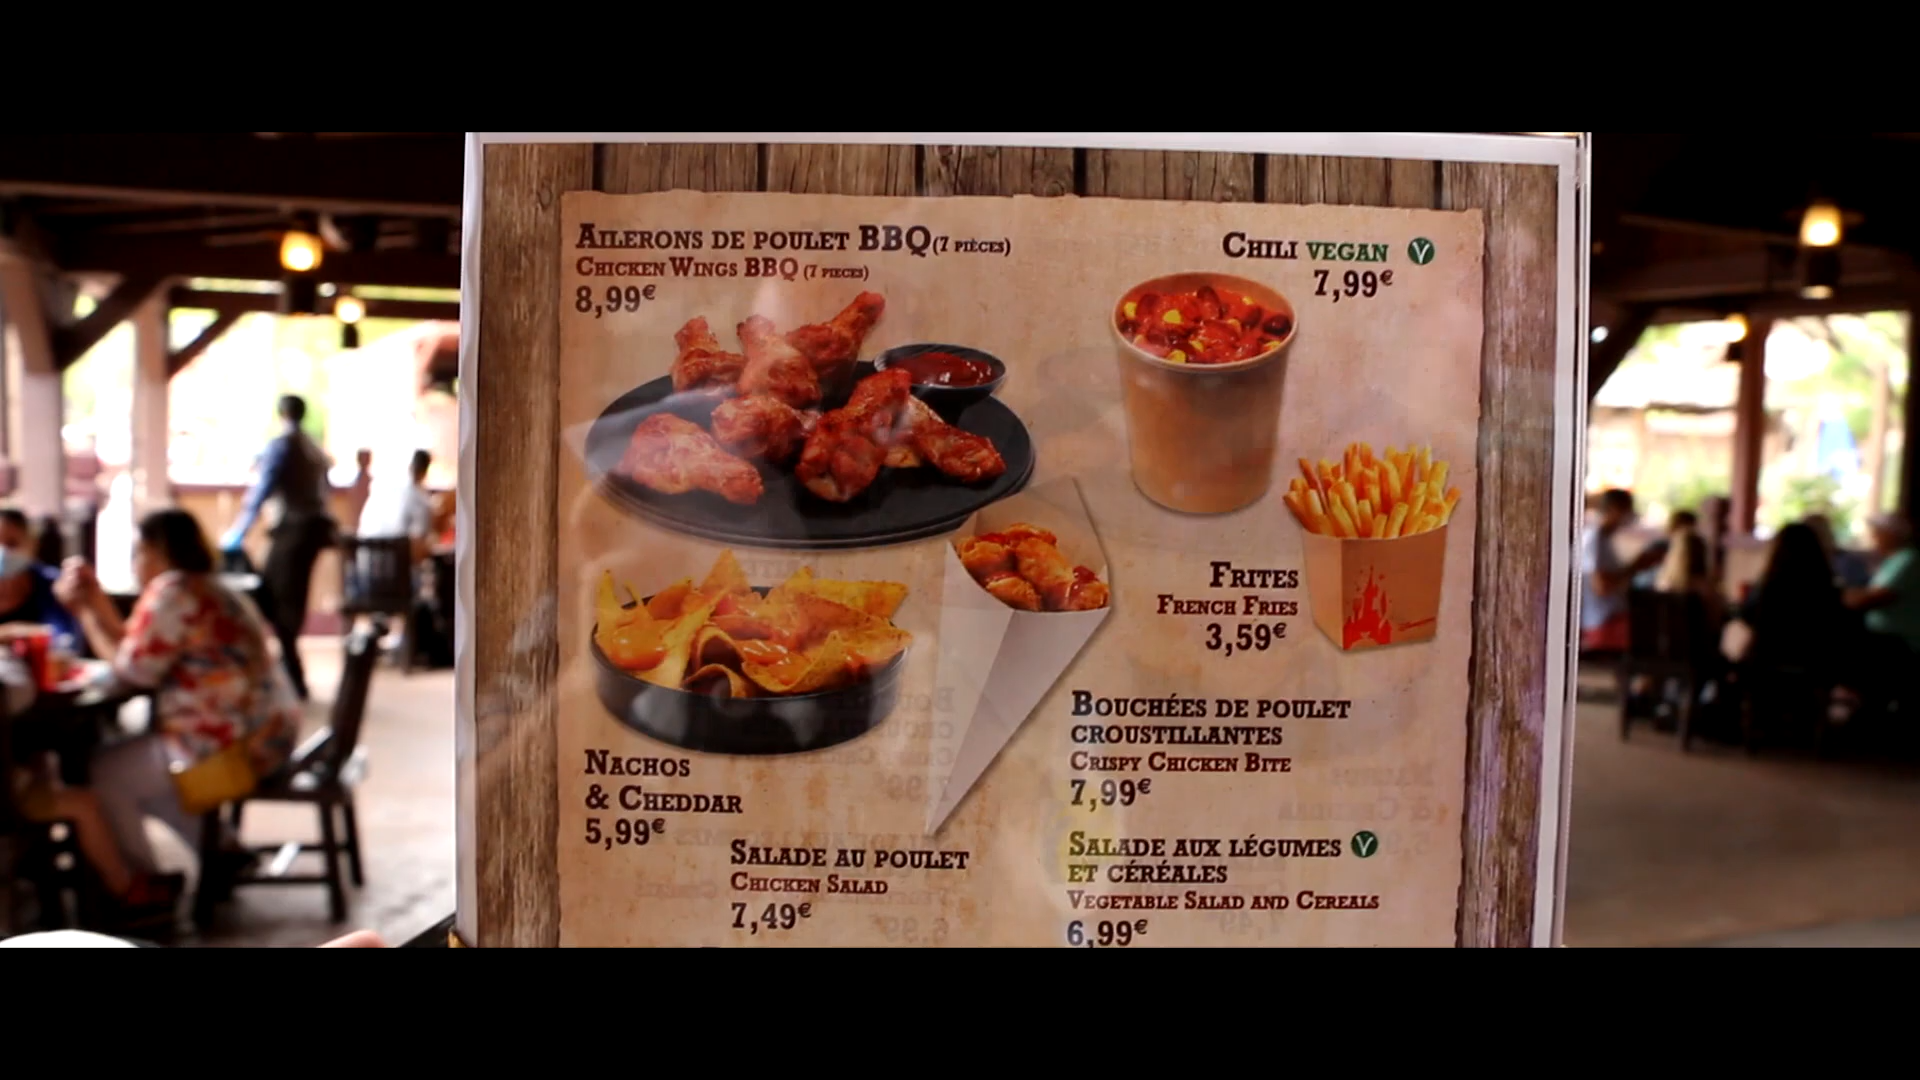 AILERONS DE POULET BBQ (7 PIÈCES)
CHICKEN WINGS BBQ (7 PIECES)
8,99€
CHILI VEGAN V
7,99€
FRITES
FRENCH FRIES
3,59€
NACHOS
& CHEDDAR
5,99€
BOUCHÉES DE POULET
CROUSTILLANTES
CRISPY CHICKEN BITE
7,99€
SALADE AU POULET
CHICKEN SALAD
7,49€
SALADE AUX LÉGUMES V
ET CÉRÉALES
VEGETABLE SALAD AND CEREALS
6,99€